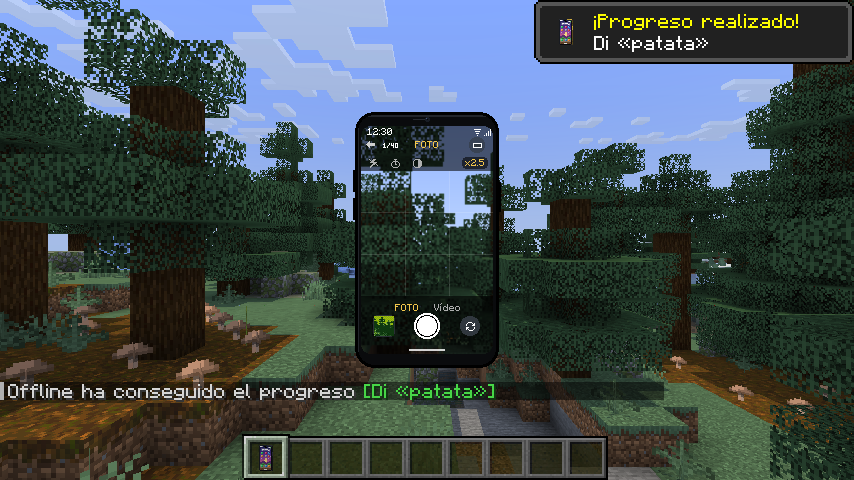 ¡Progreso realizado!
Di «patata»
12:30
1/40 FOTO
×2.5
FOTO Vídeo
Offline ha conseguido el progreso [Di «patata»]